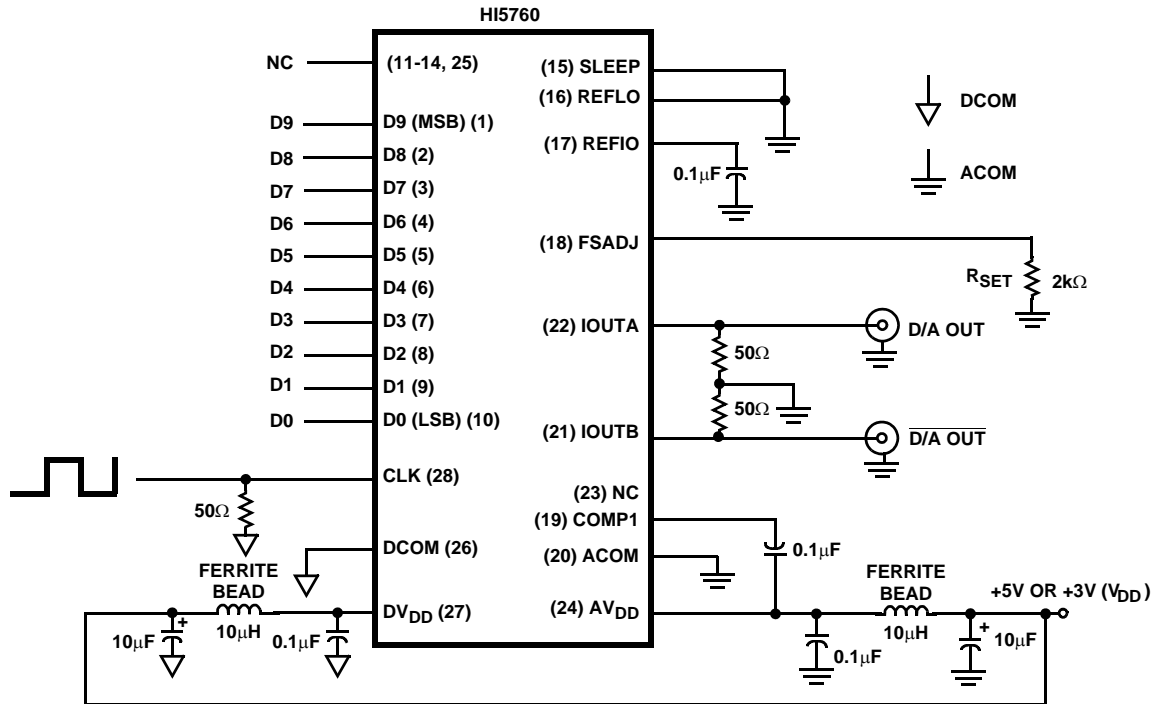 HI5760
NC
(11-14, 25)
D9
D9 (MSB) (1)
D8
D8 (2)
D7
D7 (3)
D6
D6 (4)
D5
D5 (5)
D4
D4 (6)
D3
D3 (7)
D2
D2 (8)
D1
D1 (9)
D0
D0 (LSB) (10)
CLK (28)
50Ω
DCOM (26)
FERRITE
BEAD
10µH
10µF
+
0.1µF
DVDD (27)
(15) SLEEP
(16) REFLO
(17) REFIO
0.1µF
(18) FSADJ
RSET
2kΩ
(22) IOUTA
D/A OUT
50Ω
50Ω
(21) IOUTB
D/A OUT
(23) NC
(19) COMP1
0.1µF
(20) ACOM
(24) AVDD
FERRITE
BEAD
10µH
+5V OR +3V (VDD)
0.1µF
+
10µF
DCOM
ACOM